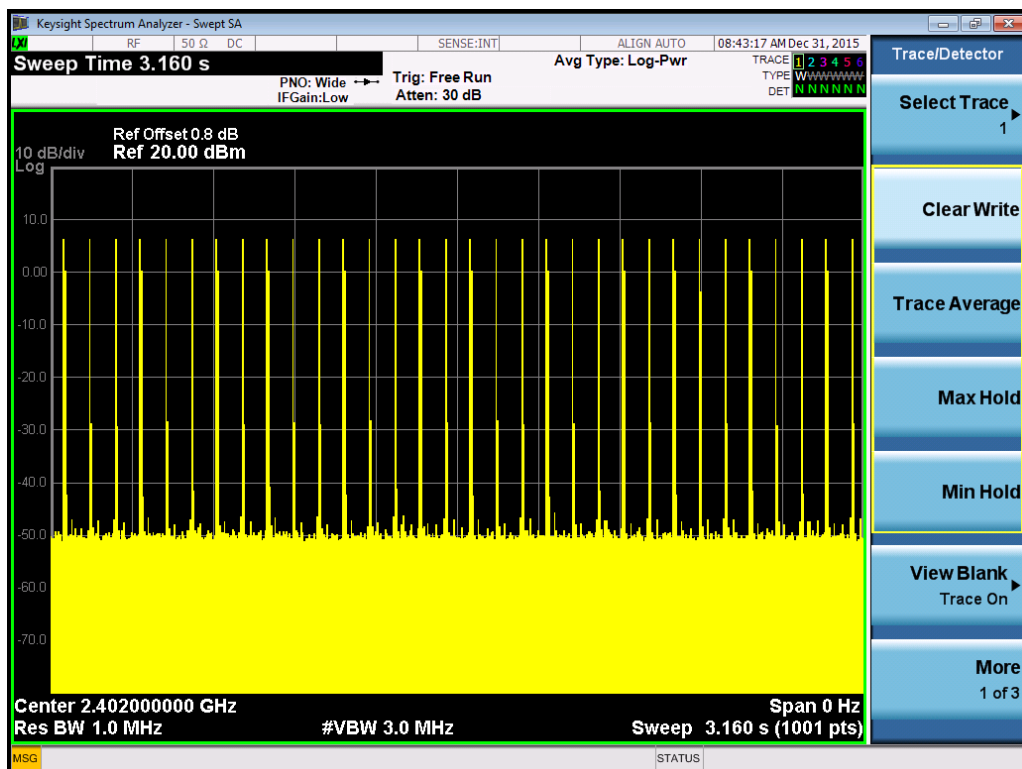 Keysight Spectrum Analyzer - Swept SA
LXI RF 50 Ω DC SENSE:INT ALIGN AUTO 08:43:17 AM Dec 31, 2015
Sweep Time 3.160 s
PNO: Wide
IFGain:Low
Trig: Free Run
Atten: 30 dB
Avg Type: Log-Pwr
TRACE 1 2 3 4 5 6
TYPE WWWWWW
DET N N N N N N
Ref Offset 0.8 dB
10 dB/div Ref 20.00 dBm
Log
10.0
0.00
-10.0
-20.0
-30.0
-40.0
-50.0
-60.0
-70.0
Center 2.402000000 GHz Span 0 Hz
Res BW 1.0 MHz #VBW 3.0 MHz Sweep 3.160 s (1001 pts)
MSG STATUS
Trace/Detector
Select Trace
1
Clear Write
Trace Average
Max Hold
Min Hold
View Blank
Trace On
More
1 of 3